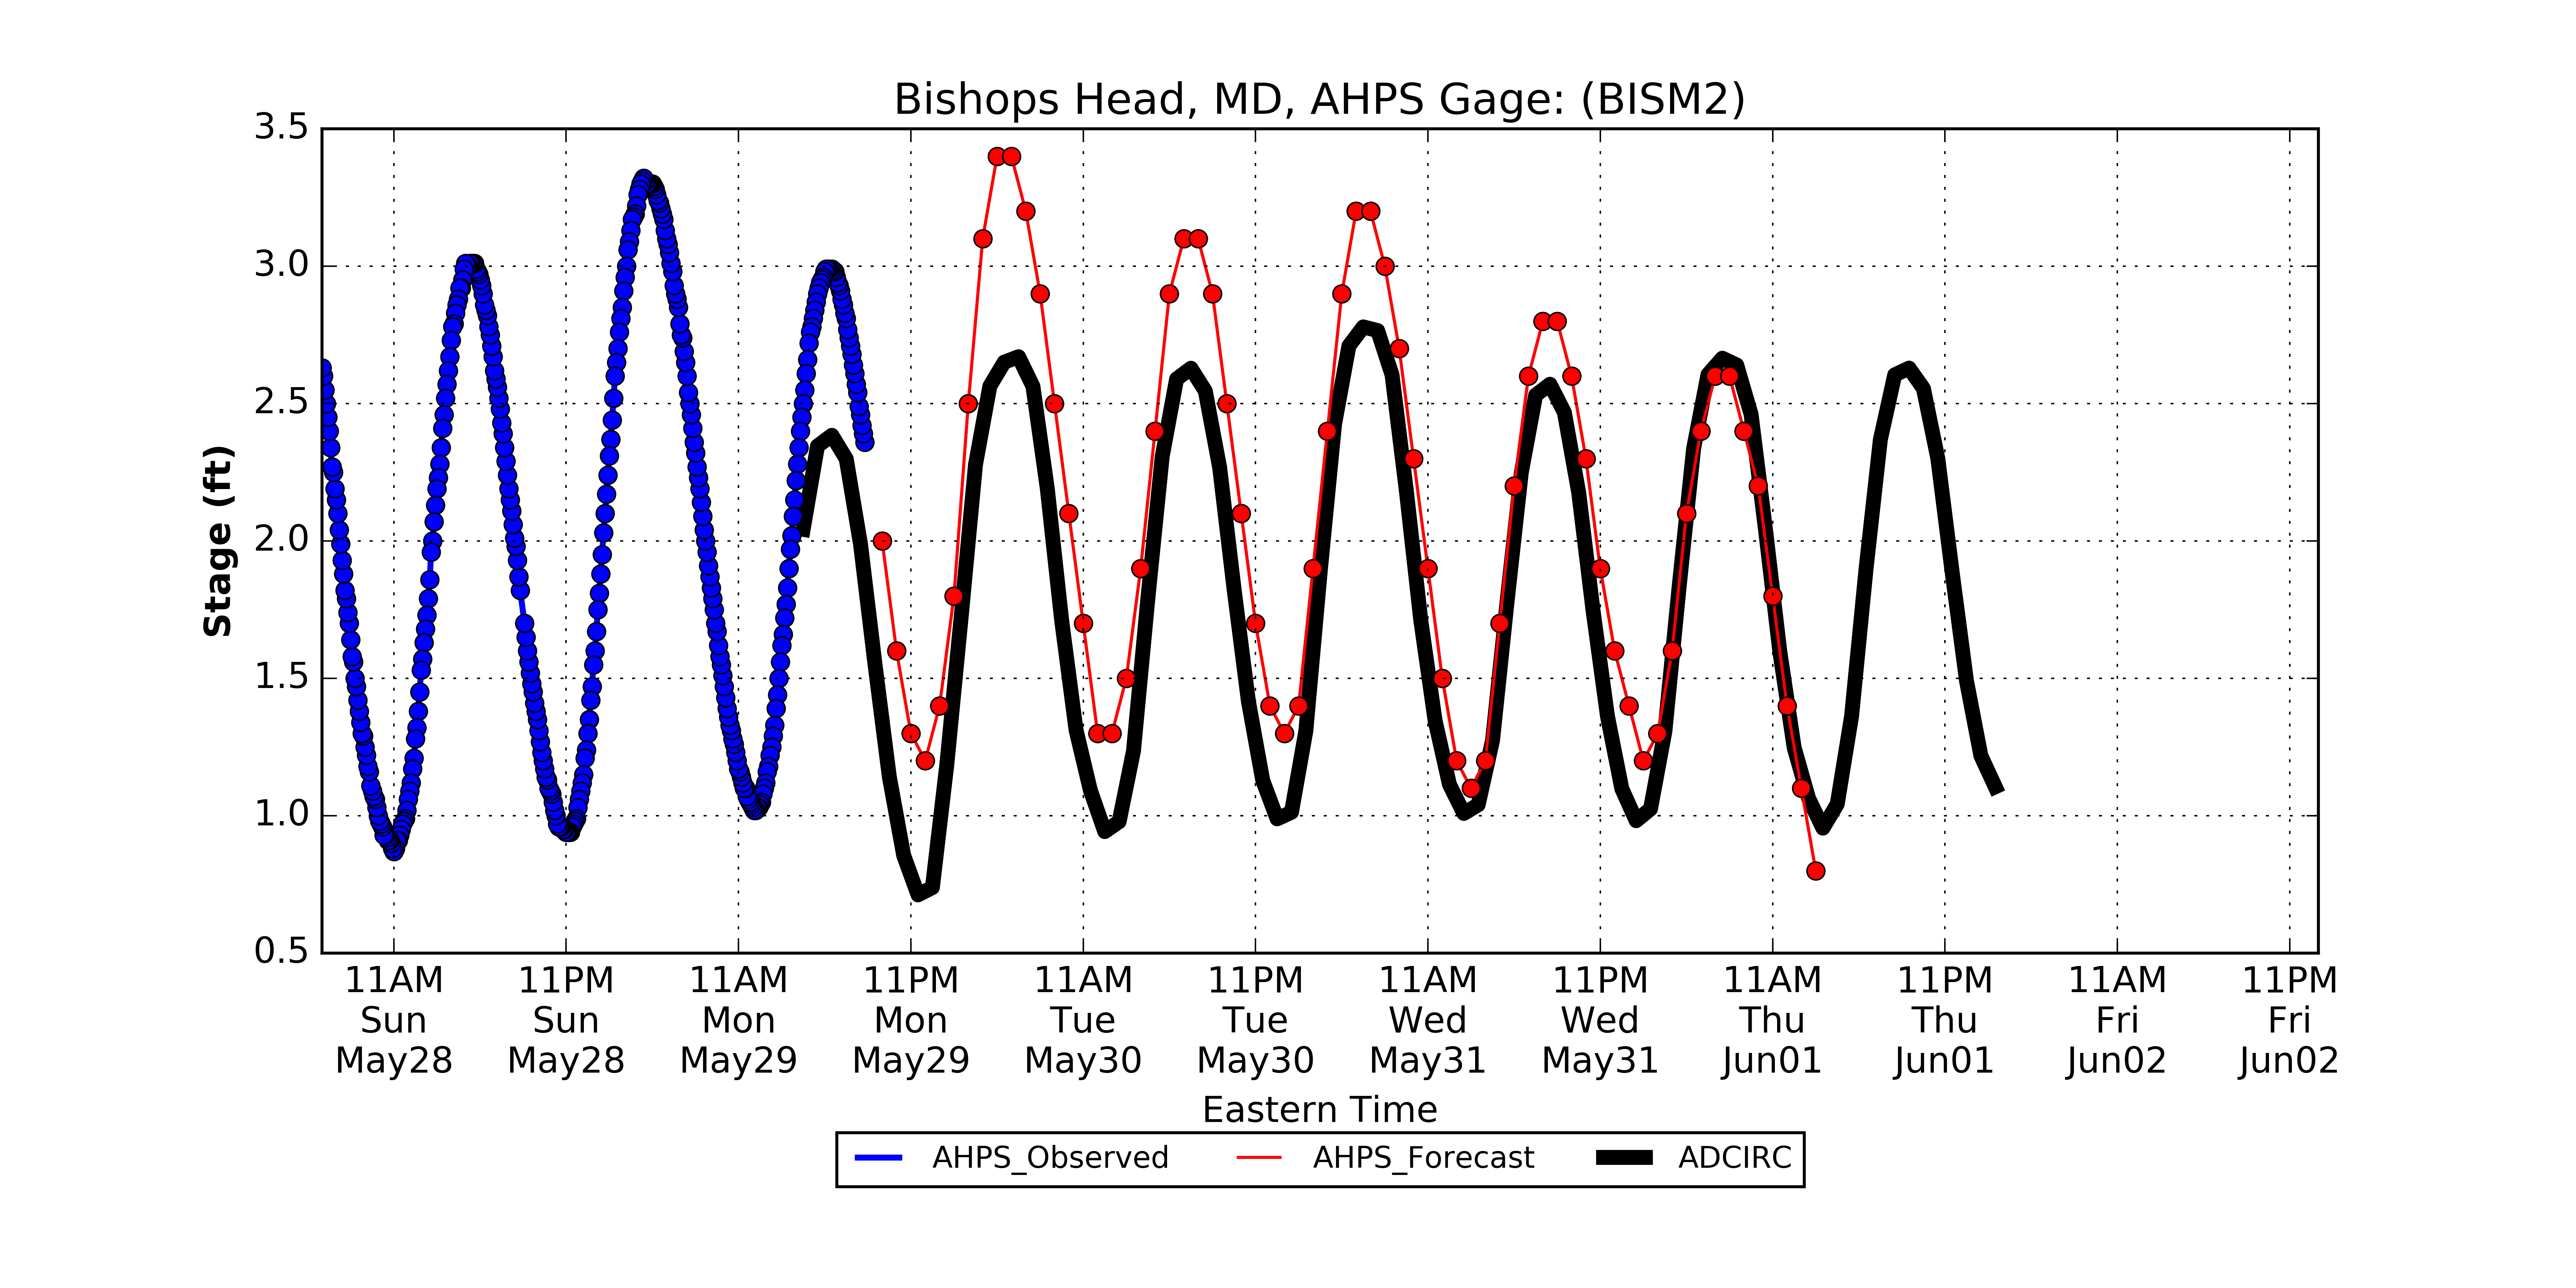 Bishops Head, MD, AHPS Gage: (BISM2)
3.5
3.0
2.5
2.0
1.5
1.0
0.5
Stage (ft)
11AM 11PM 11AM 11PM 11AM 11PM 11AM 11PM 11AM 11PM 11AM 11PM
Sun Sun Mon Mon Tue Tue Wed Wed Thu Thu Fri Fri
May28 May28 May29 May29 May30 May30 May31 May31 Jun01 Jun01 Jun02 Jun02
Eastern Time
AHPS_Observed AHPS_Forecast ADCIRC